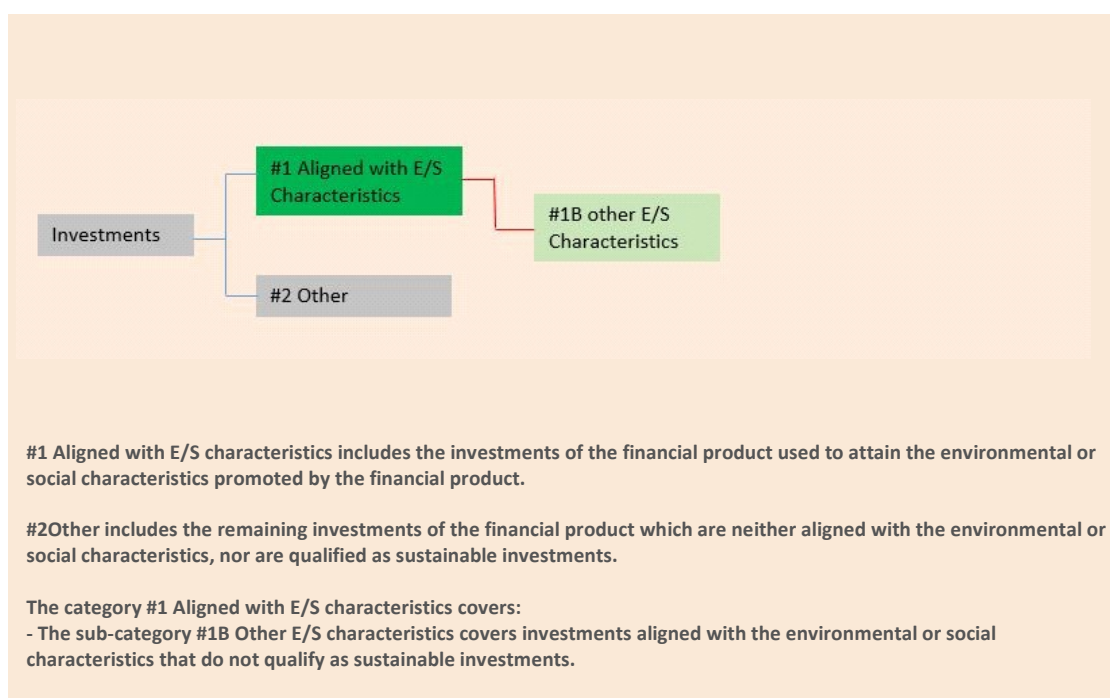 #1 Aligned with E/S
Characteristics
#1B other E/S
Characteristics
Investments
#2 Other
#1 Aligned with E/S characteristics includes the investments of the financial product used to attain the environmental or
social characteristics promoted by the financial product.
#2Other includes the remaining investments of the financial product which are neither aligned with the environmental or
social characteristics, nor are qualified as sustainable investments.
The category #1 Aligned with E/S characteristics covers:
- The sub-category #1B Other E/S characteristics covers investments aligned with the environmental or social
characteristics that do not qualify as sustainable investments.